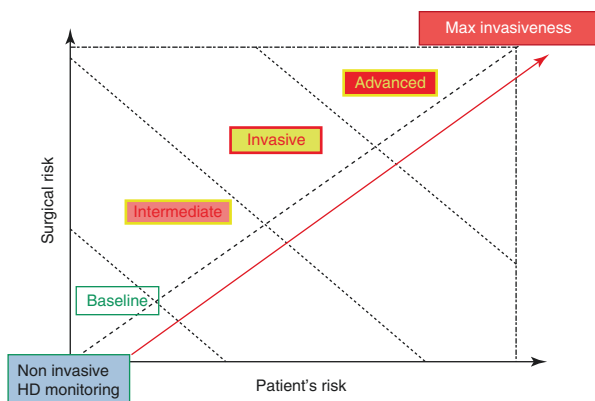 Max invasiveness
Advanced
Invasive
Intermediate
Baseline
Surgical risk
Non invasive
HD monitoring
Patient's risk